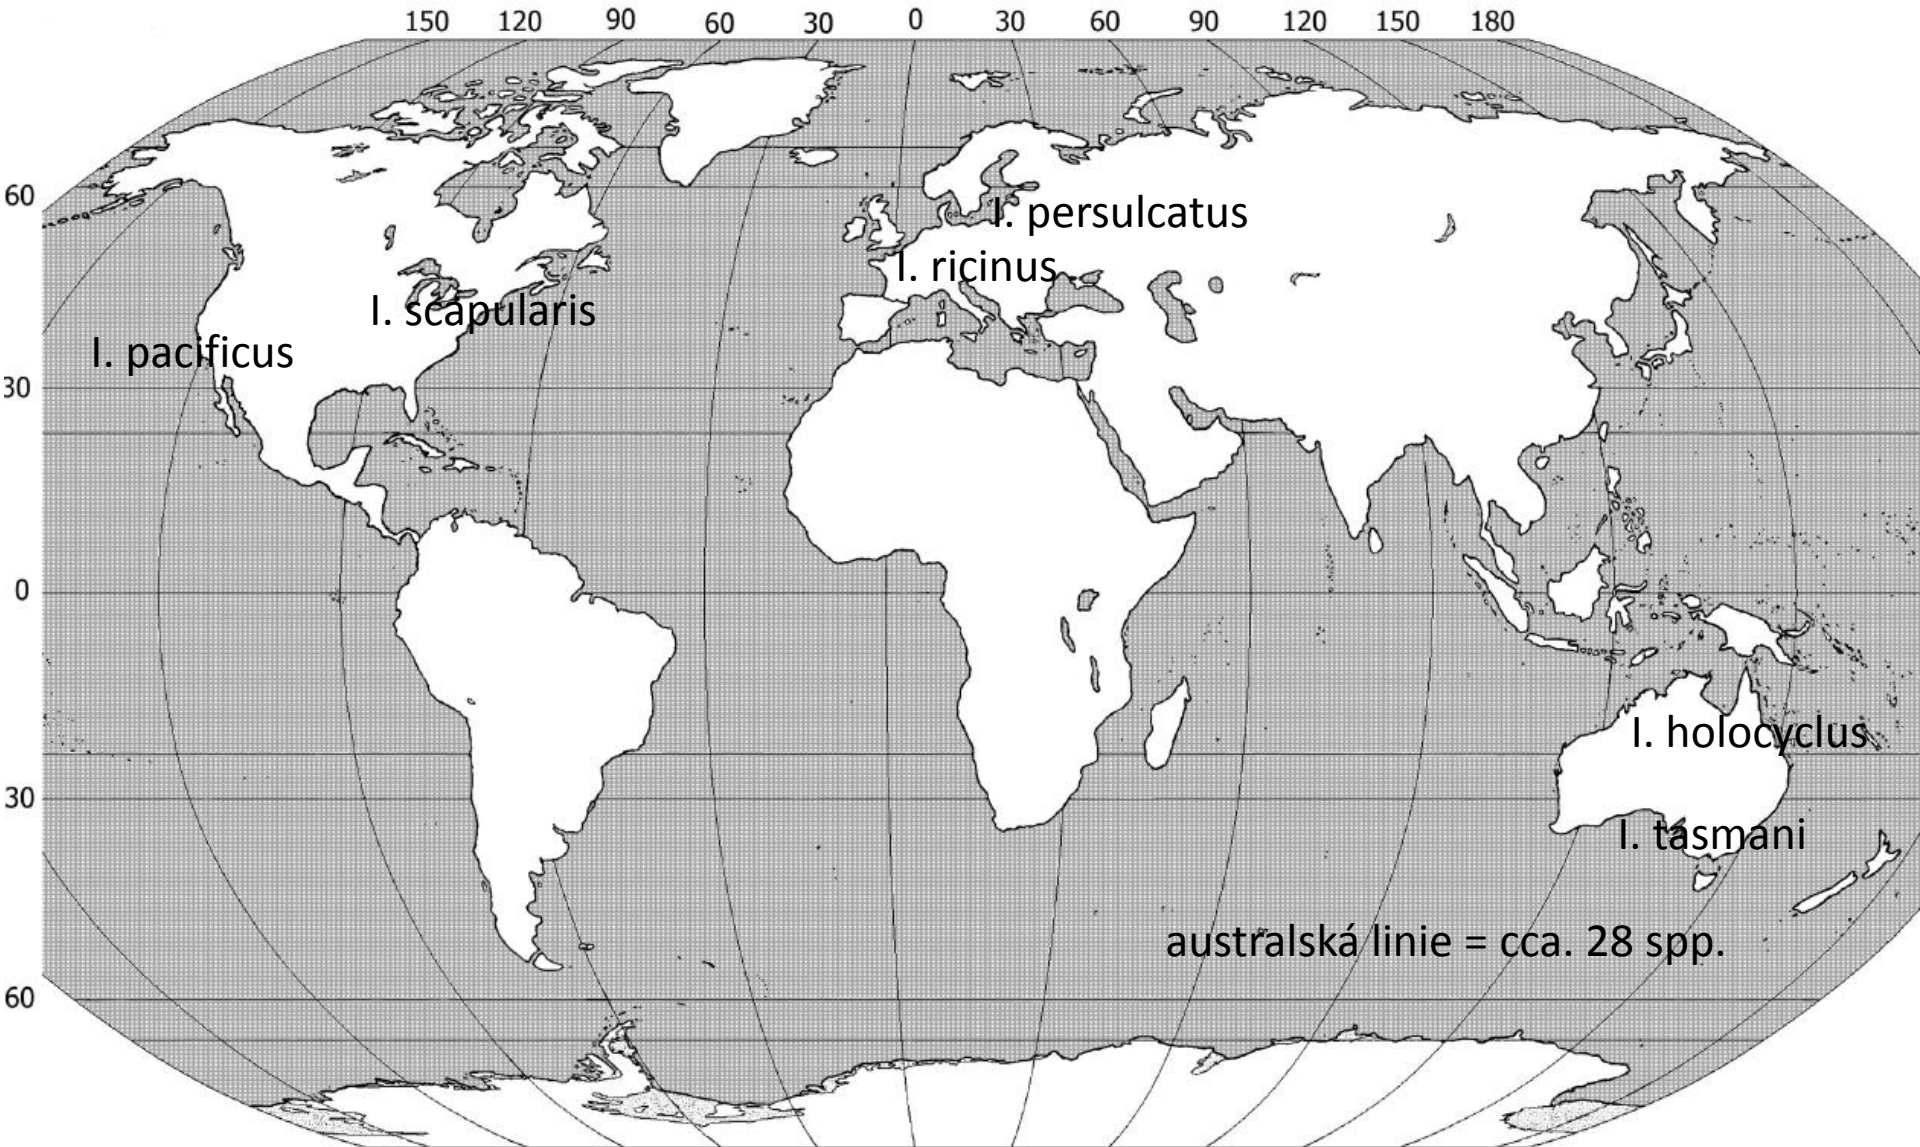 150 120 90 60 30 0 30 60 90 120 150 180
60
I. persulcatus
I. ricinus
I. scapularis
I. pacificus
30
0
I. holocyclus
30
I. tasmani
australská linie = cca. 28 spp.
60